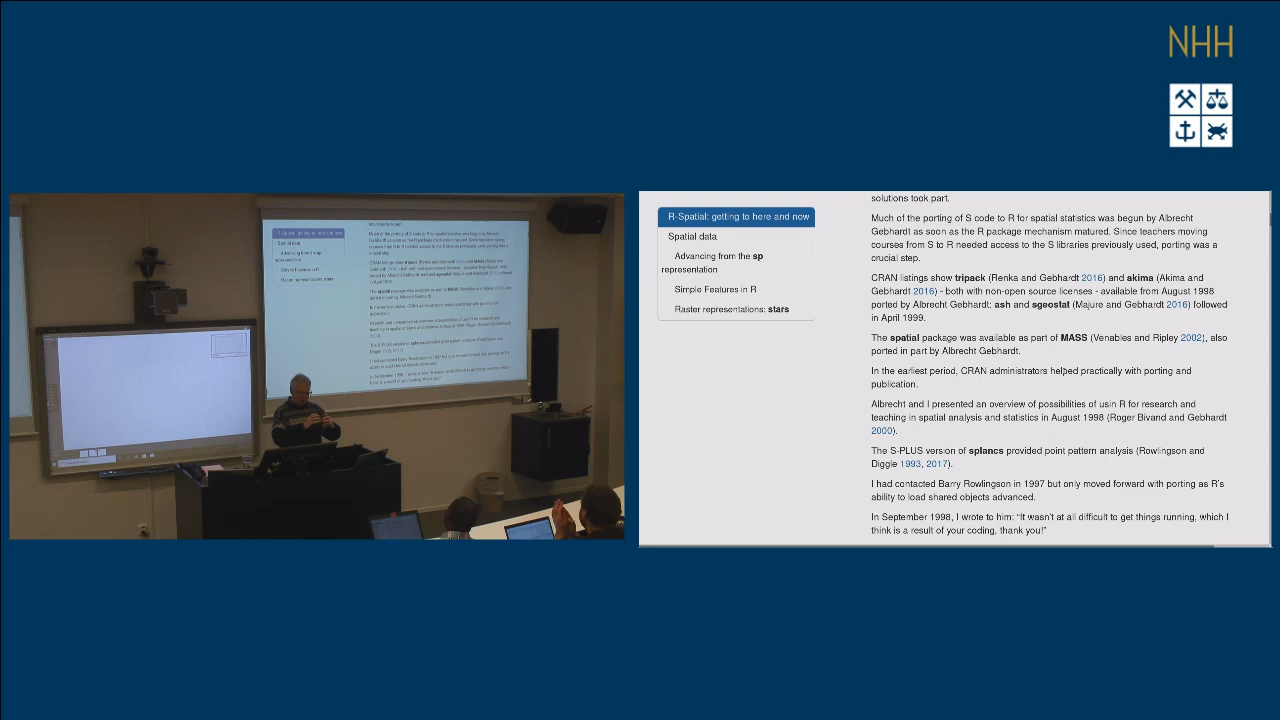 NHH
solutions took part.
R-Spatial: getting to here and now
Spatial data
Advancing from the sp
representation
Simple Features in R
Raster representations: stars
Much of the porting of S code to R for spatial statistics was begun by Albrecht
Gebhardt as soon as the R package mechanism matured. Since teachers moving
courses from S to R needed access to the S libraries previously used, porting was a
crucial step.
CRAN listings show tripack (Renka and Gebhardt 2016) and akima (Akima and
Gebhardt 2016) - both with non-open source licences - available from August 1998
ported by Albrecht Gebhardt; ash and sgeostat (Majure and Gebhardt 2016) followed
in April 1999.
The spatial package was available as part of MASS (Venables and Ripley 2002), also
ported in part by Albrecht Gebhardt.
In the earliest period, CRAN administrators helped practically with porting and
publication.
Albrecht and I presented an overview of possibilities of usin R for research and
teaching in spatial analysis and statistics in August 1998 (Roger Bivand and Gebhardt
2000).
The S-PLUS version of splancs provided point pattern analysis (Rowlingson and
Diggle 1993, 2017).
I had contacted Barry Rowlingson in 1997 but only moved forward with porting as R's
ability to load shared objects advanced.
In September 1998, I wrote to him: “It wasn't at all difficult to get things running, which I
think is a result of your coding, thank you!”